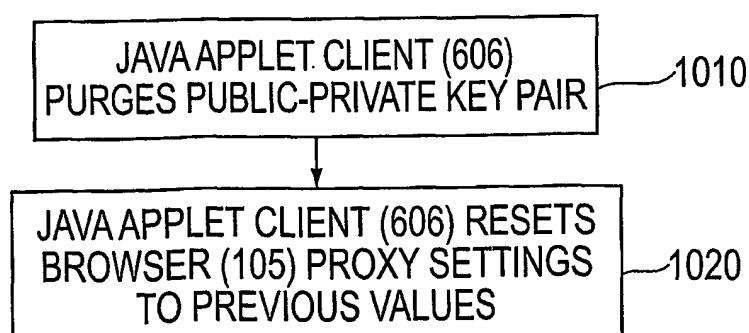 JAVA APPLET CLIENT (606)
PURGES PUBLIC-PRIVATE KEY PAIR
1010
JAVA APPLET CLIENT (606) RESETS
BROWSER (105) PROXY SETTINGS
TO PREVIOUS VALUES
1020